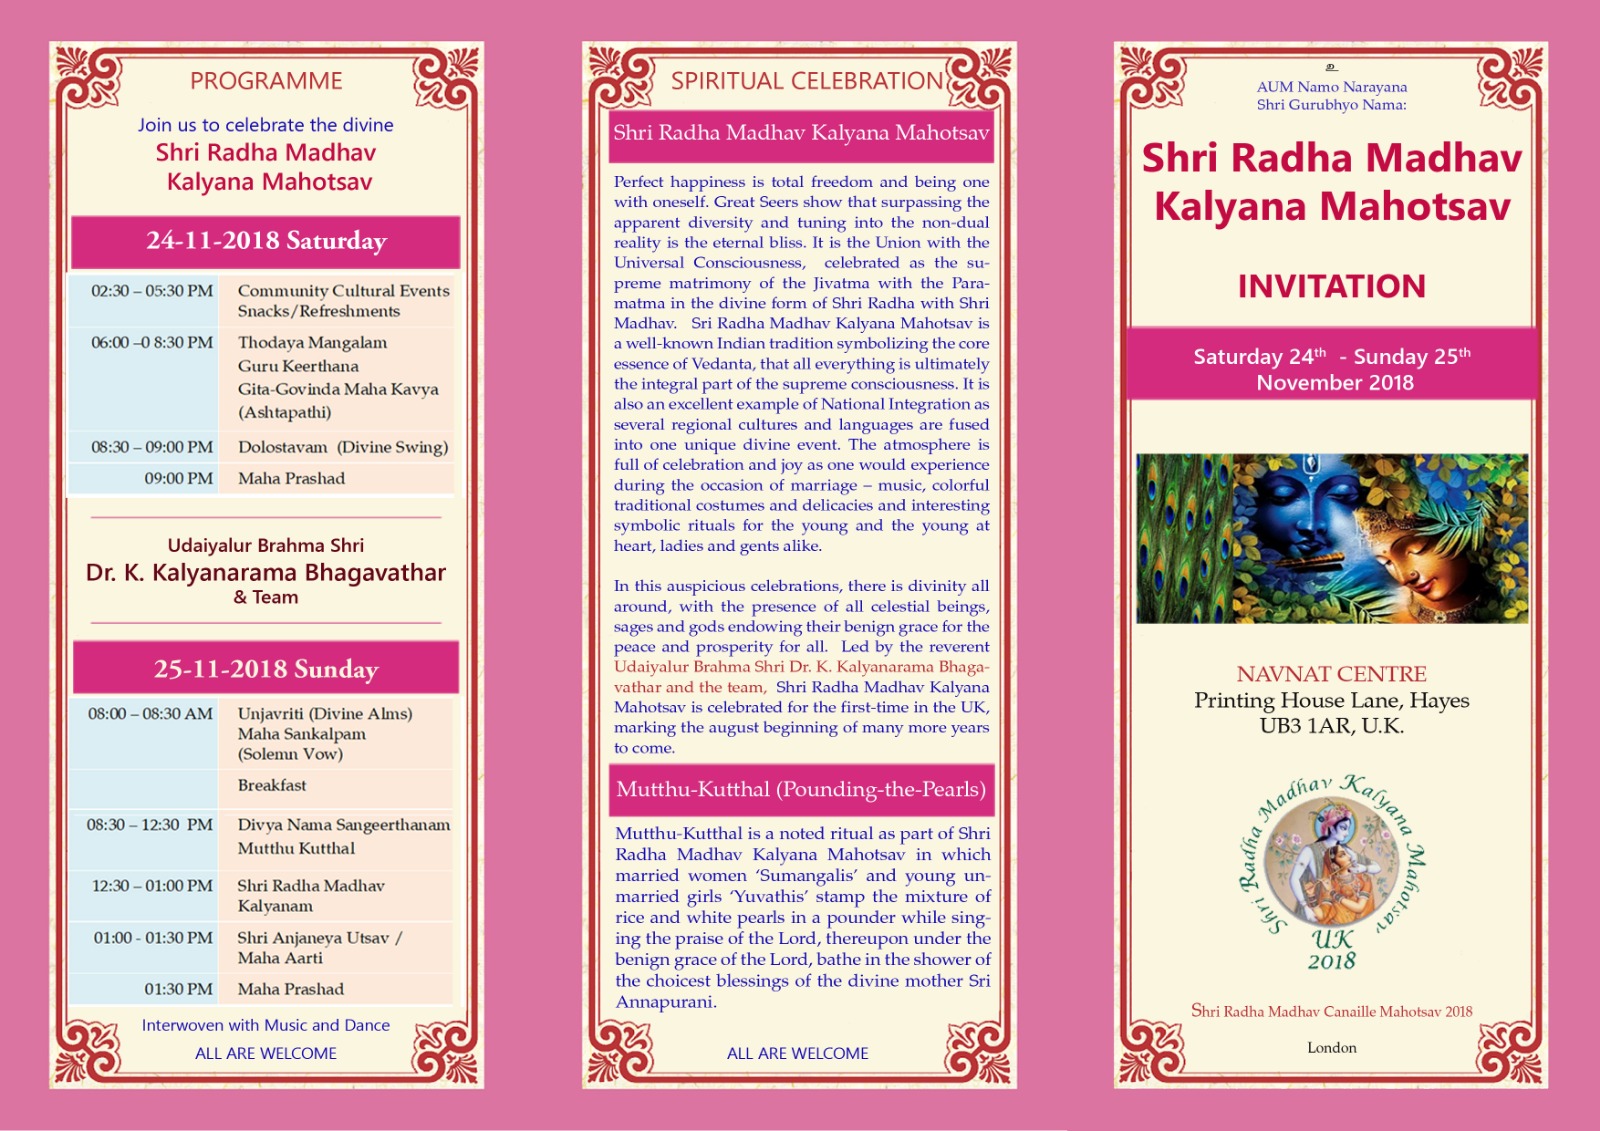 PROGRAMME
Join us to celebrate the divine
Shri Radha Madhav
Kalyana Mahotsav
24-11-2018 Saturday
02:30 – 05:30 PM Community Cultural Events
Snacks/Refreshments
06:00 –0 8:30 PM Thodaya Mangalam
Guru Keerthana
Gita-Govinda Maha Kavya
(Ashtapathi)
08:30 – 09:00 PM Dolostavam (Divine Swing)
09:00 PM Maha Prashad
Udaiyalur Brahma Shri
Dr. K. Kalyanarama Bhagavathar
& Team
25-11-2018 Sunday
08:00 – 08:30 AM Unjavriti (Divine Alms)
Maha Sankalpam
(Solemn Vow)
Breakfast
08:30 – 12:30 PM Divya Nama Sangeerthanam
Mutthu Kutthal
12:30 – 01:00 PM Shri Radha Madhav
Kalyanam
01:00 - 01:30 PM Shri Anjaneya Utsav /
Maha Aarti
01:30 PM Maha Prashad
Interwoven with Music and Dance
ALL ARE WELCOME
SPIRITUAL CELEBRATION
Shri Radha Madhav Kalyana Mahotsav
Perfect happiness is total freedom and being one
with oneself. Great Seers show that surpassing the
apparent diversity and tuning into the non-dual
reality is the eternal bliss. It is the Union with the
Universal Consciousness, celebrated as the su-
preme matrimony of the Jivatma with the Para-
matma in the divine form of Shri Radha with Shri
Madhav. Sri Radha Madhav Kalyana Mahotsav is
a well-known Indian tradition symbolizing the core
essence of Vedanta, that all everything is ultimately
the integral part of the supreme consciousness. It is
also an excellent example of National Integration as
several regional cultures and languages are fused
into one unique divine event. The atmosphere is
full of celebration and joy as one would experience
during the occasion of marriage – music, colorful
traditional costumes and delicacies and interesting
symbolic rituals for the young and the young at
heart, ladies and gents alike.
In this auspicious celebrations, there is divinity all
around, with the presence of all celestial beings,
sages and gods endowing their benign grace for the
peace and prosperity for all. Led by the reverent
Udaiyalur Brahma Shri Dr. K. Kalyanarama Bhaga-
vathar and the team, Shri Radha Madhav Kalyana
Mahotsav is celebrated for the first-time in the UK,
marking the august beginning of many more years
to come.
Mutthu-Kutthal (Pounding-the-Pearls)
Mutthu-Kutthal is a noted ritual as part of Shri
Radha Madhav Kalyana Mahotsav in which
married women ‘Sumangalis’ and young un-
married girls ‘Yuvathis’ stamp the mixture of
rice and white pearls in a pounder while sing-
ing the praise of the Lord, thereupon under the
benign grace of the Lord, bathe in the shower of
the choicest blessings of the divine mother Sri
Annapurani.
ALL ARE WELCOME
AUM Namo Narayana
Shri Gurubhyo Nama:
Shri Radha Madhav
Kalyana Mahotsav
INVITATION
Saturday 24th - Sunday 25th
November 2018
NAVNAT CENTRE
Printing House Lane, Hayes
UB3 1AR, U.K.
Shri Radha Madhav Kalyana Mahotsav
UK
2018
Shri Radha Madhav Canaille Mahotsav 2018
London